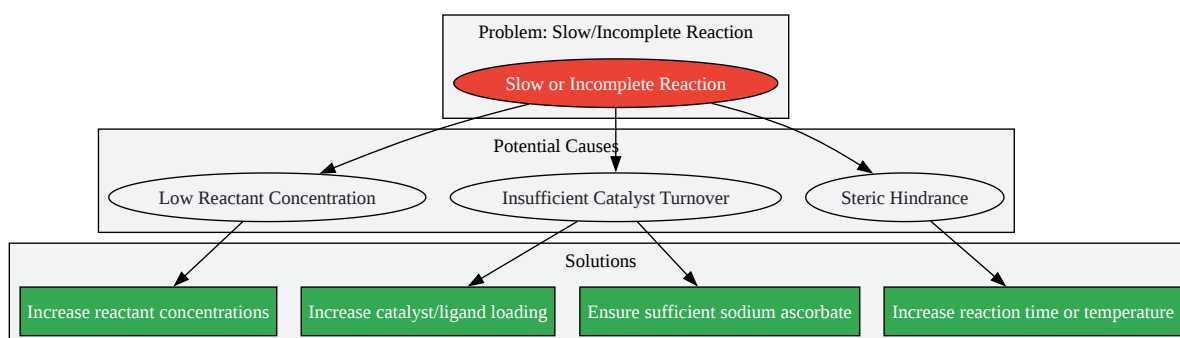 Problem: Slow/Incomplete Reaction
Slow or Incomplete Reaction
Potential Causes
Low Reactant Concentration
Insufficient Catalyst Turnover
Steric Hindrance
Solutions
Increase reactant concentrations
Increase catalyst/ligand loading
Ensure sufficient sodium ascorbate
Increase reaction time or temperature